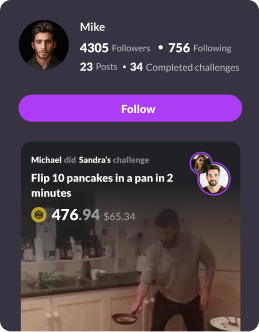 Mike
4305 Followers • 756 Following
23 Posts • 34 Completed challenges
Follow
Michael did Sandra's challenge
Flip 10 pancakes in a pan in 2
minutes
476.94 $65.34